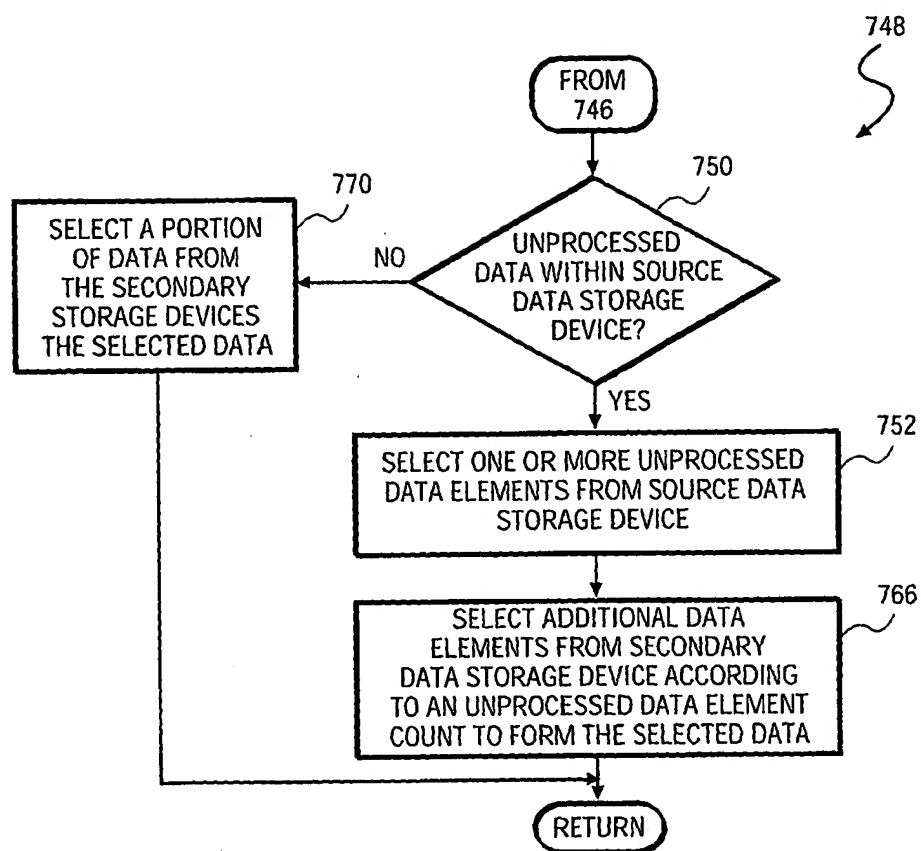 748
FROM
746
750
770
UNPROCESSED
DATA WITHIN SOURCE
DATA STORAGE
DEVICE?
NO
SELECT A PORTION
OF DATA FROM
THE SECONDARY
STORAGE DEVICES
THE SELECTED DATA
YES
752
SELECT ONE OR MORE UNPROCESSED
DATA ELEMENTS FROM SOURCE DATA
STORAGE DEVICE
766
SELECT ADDITIONAL DATA
ELEMENTS FROM SECONDARY
DATA STORAGE DEVICE ACCORDING
TO AN UNPROCESSED DATA ELEMENT
COUNT TO FORM THE SELECTED DATA
RETURN